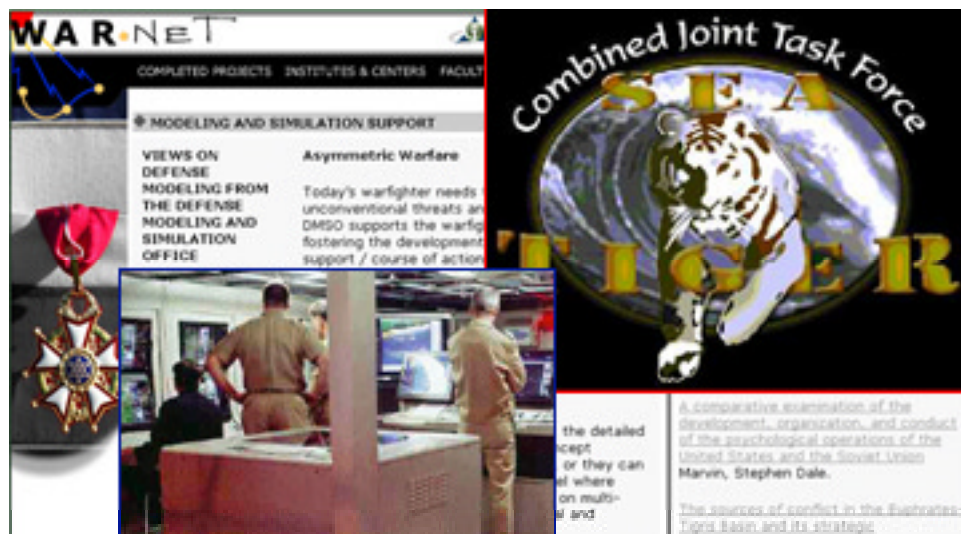 WAR•NeT
COMPLETED PROJECTS INSTITUTES & CENTERS FACULT
MODELING AND SIMULATION SUPPORT
VIEWS ON
DEFENSE
MODELING FROM
THE DEFENSE
MODELING AND
SIMULATION
OFFICE
Asymmetric Warfare
Today's warfighter needs
unconventional threats an
DMSO supports the warfig
fostering the development
support / course of action
Combined Joint Task Force
SEA
TIGER
the detailed
ncept
or they can
el where
on multi-
al and
A comparative examination of the
development, organization, and conduct
of the psychological operations of the
United States and the Soviet Union
Marvin, Stephen Dale.
The sources of conflict in the Euphrates-
Tigris Basin and its strategic